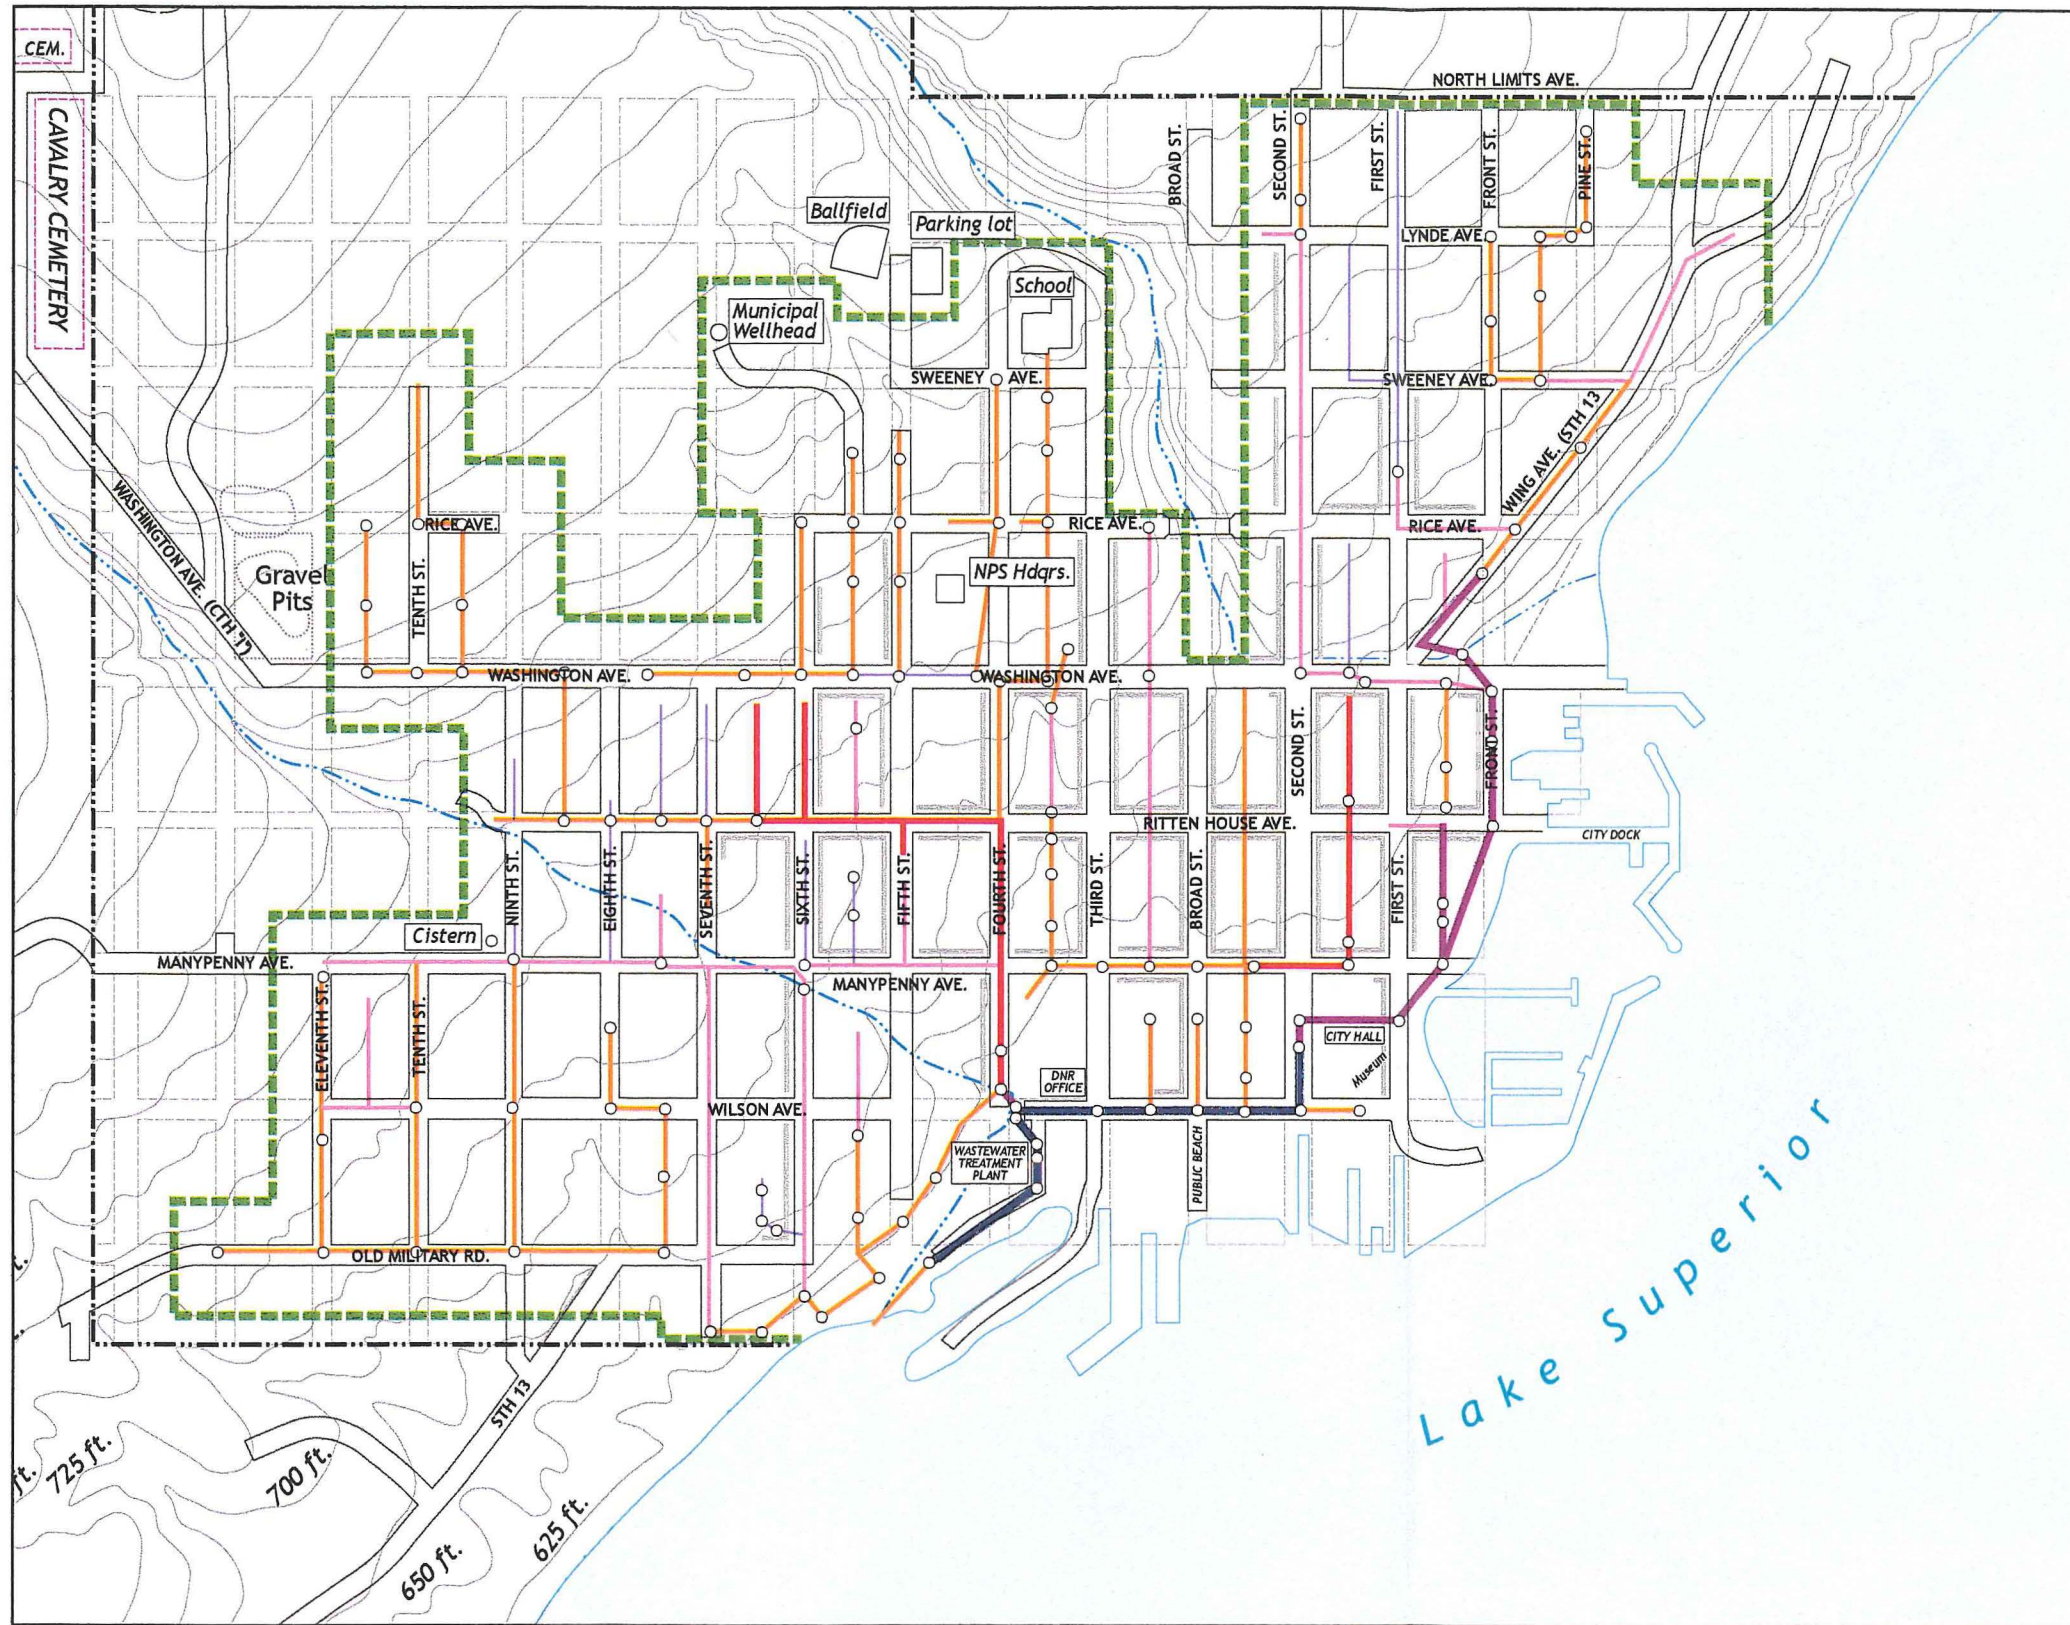 CEM.
NORTH LIMITS AVE.
CAVALRY CEMETERY
BROAD ST.
SECOND ST.
FIRST ST.
FRONT ST.
PINE ST.
Ballfield
Parking lot
LYNDE AVE.
School
Municipal
Wellhead
SWEENEY AVE.
SWEENEY AVE.
WING AVE. (STH 13
WASHINGTON AVE. (CTH "I")
RICE AVE.
RICE AVE.
RICE AVE.
Gravel
Pits
TENTH ST.
NPS Hdqrs.
WASHINGTON AVE.
WASHINGTON AVE.
SECOND ST.
FRONT ST.
RITTEN HOUSE AVE.
CITY DOCK
NINTH ST.
EIGHTH ST.
SEVENTH ST.
SIXTH ST.
FIFTH ST.
FOURTH ST.
THIRD ST.
BROAD ST.
FIRST ST.
Cistern
MANYPENNY AVE.
MANYPENNY AVE.
ELEVENTH ST.
TENTH ST.
CITY HALL
Museum
DNR
OFFICE
WILSON AVE.
WASTEWATER
TREATMENT
PLANT
PUBLIC BEACH
OLD MILITARY RD.
Lake Superior
STH 13
ft.
725 ft.
700 ft.
650 ft.
625 ft.